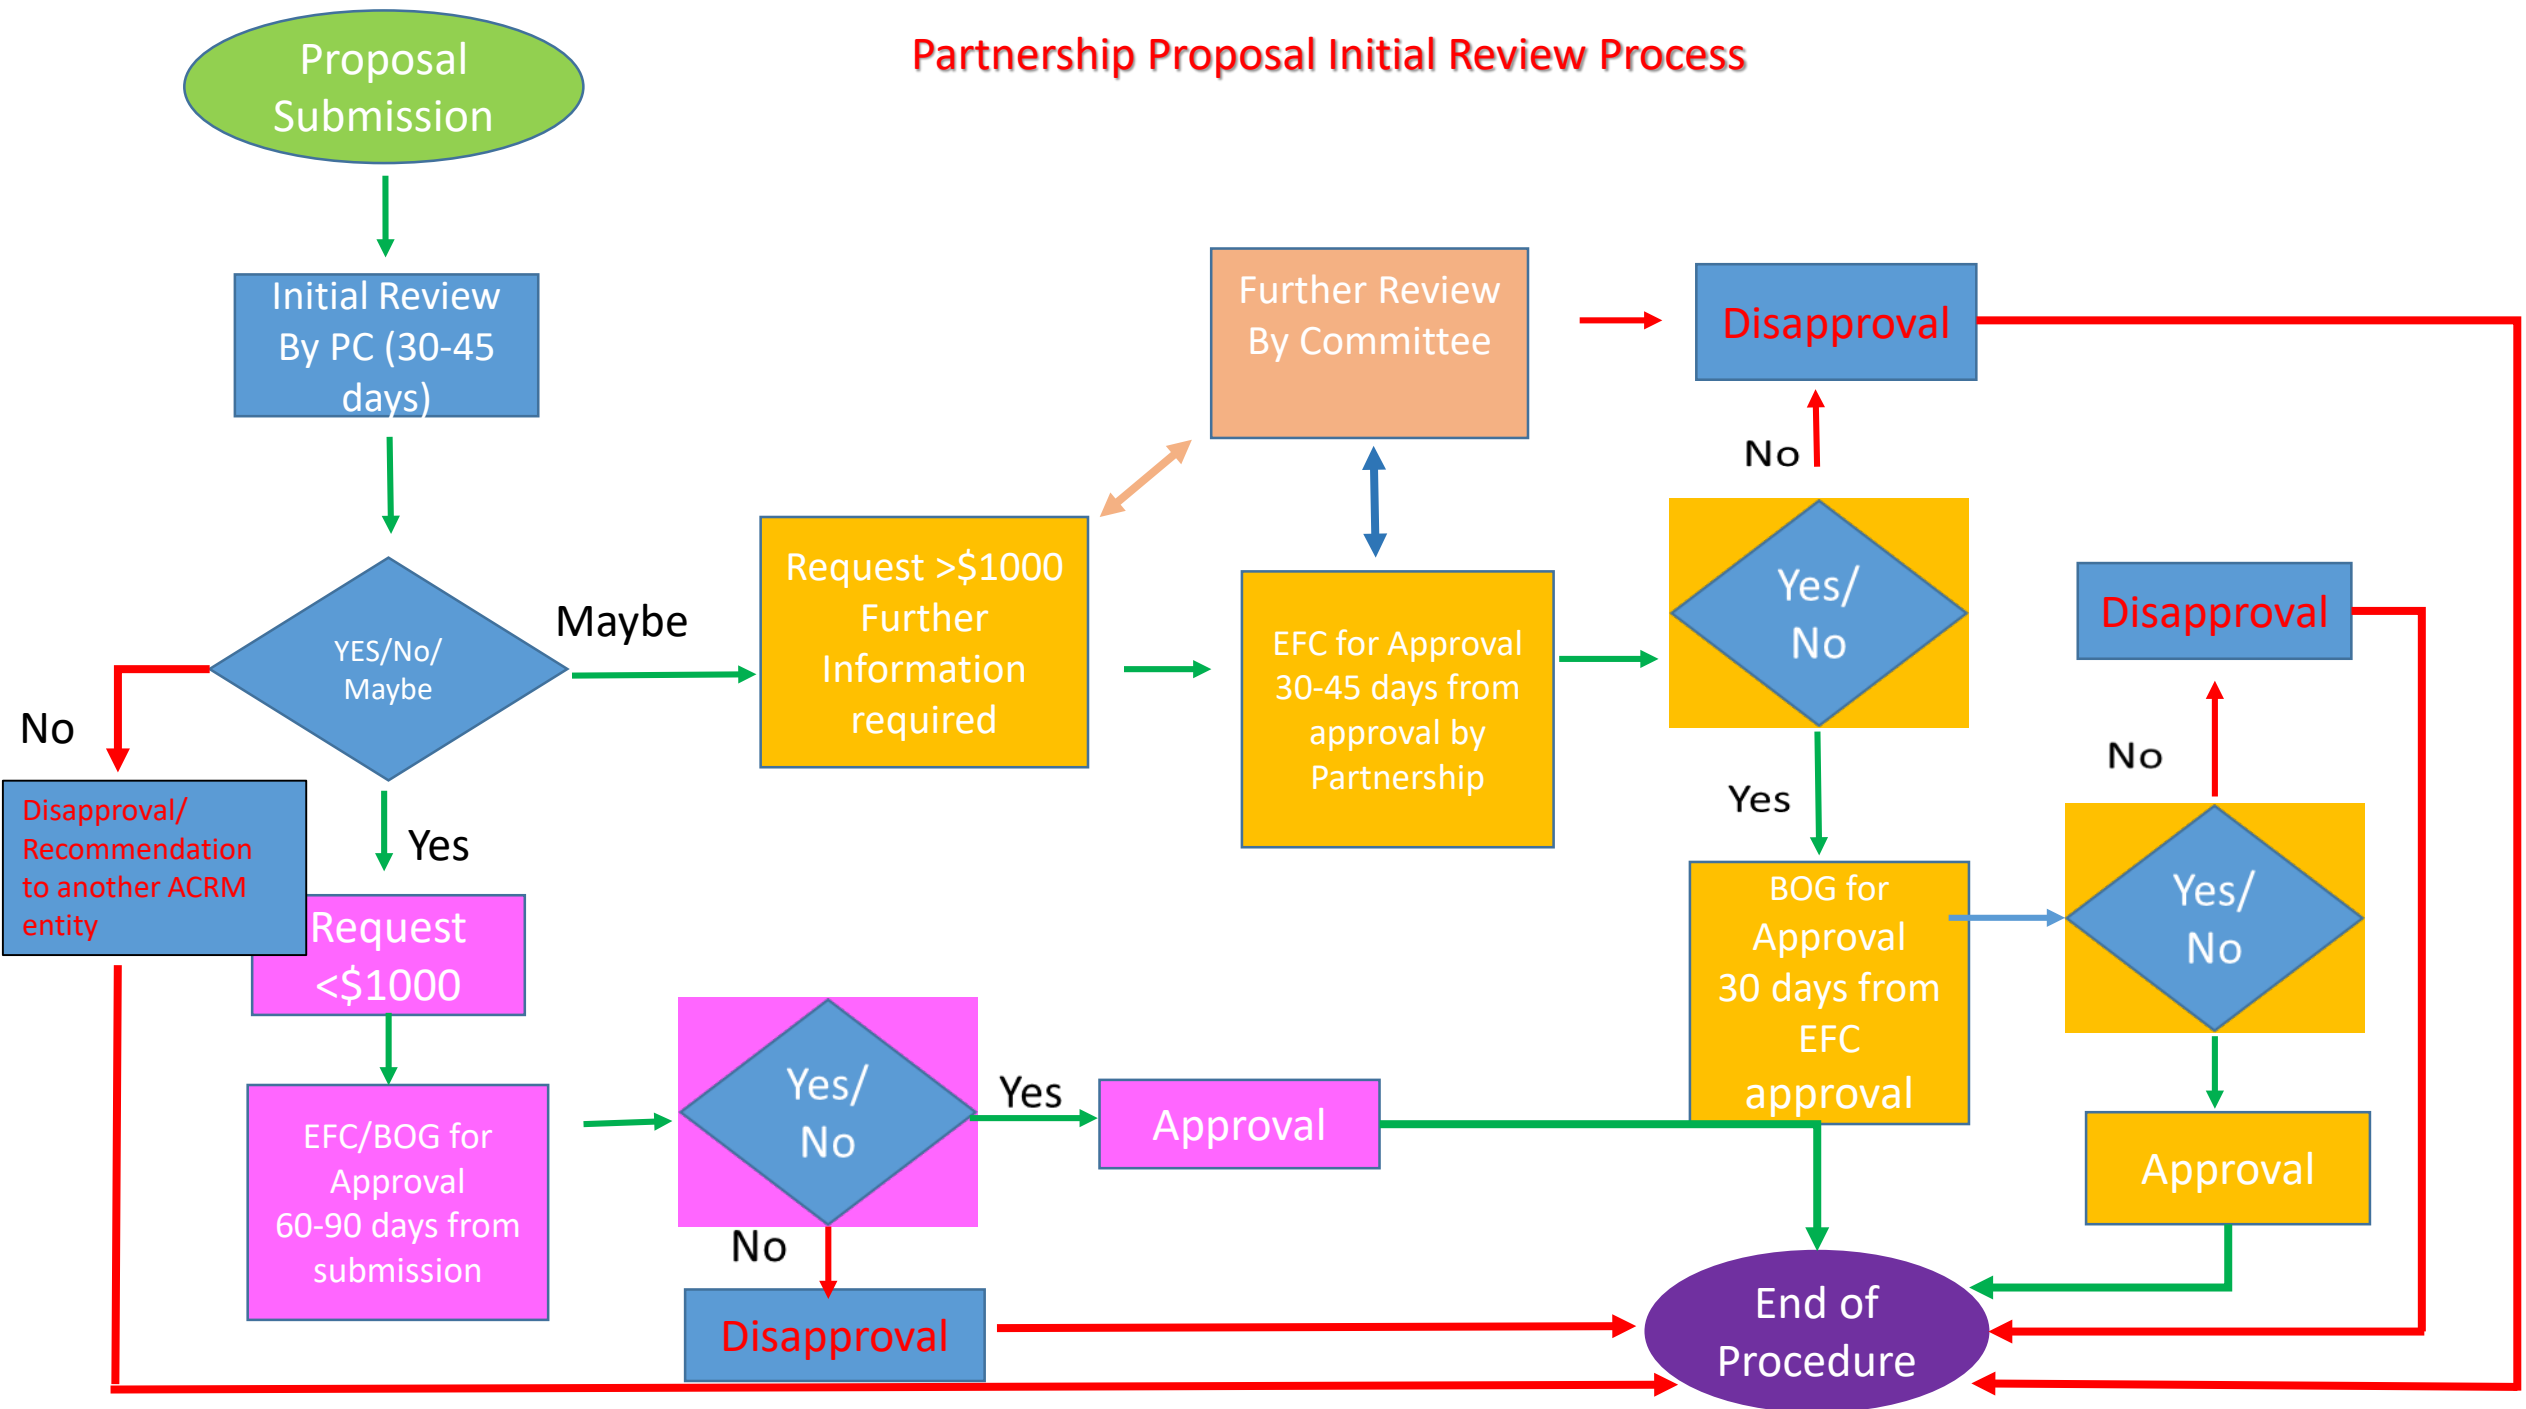 Partnership Proposal Initial Review Process
Proposal
Submission
Initial Review
By PC (30-45
days)
YES/No/
Maybe
Maybe
No
Yes
Disapproval/
Recommendation
to another ACRM
entity
Request
<$1000
EFC/BOG for
Approval
60-90 days from
submission
Yes/
No
Yes
Approval
No
Disapproval
Request >$1000
Further
Information
required
Further Review
By Committee
EFC for Approval
30-45 days from
approval by
Partnership
Disapproval
No
Yes/
No
Yes
BOG for
Approval
30 days from
EFC
approval
Disapproval
No
Yes/
No
Approval
End of
Procedure